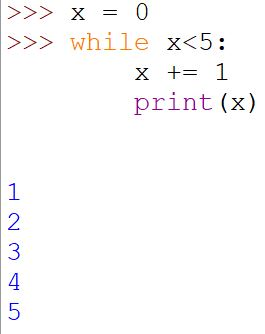 >>> x = 0
>>> while x<5:
        x += 1
        print(x)
1
2
3
4
5